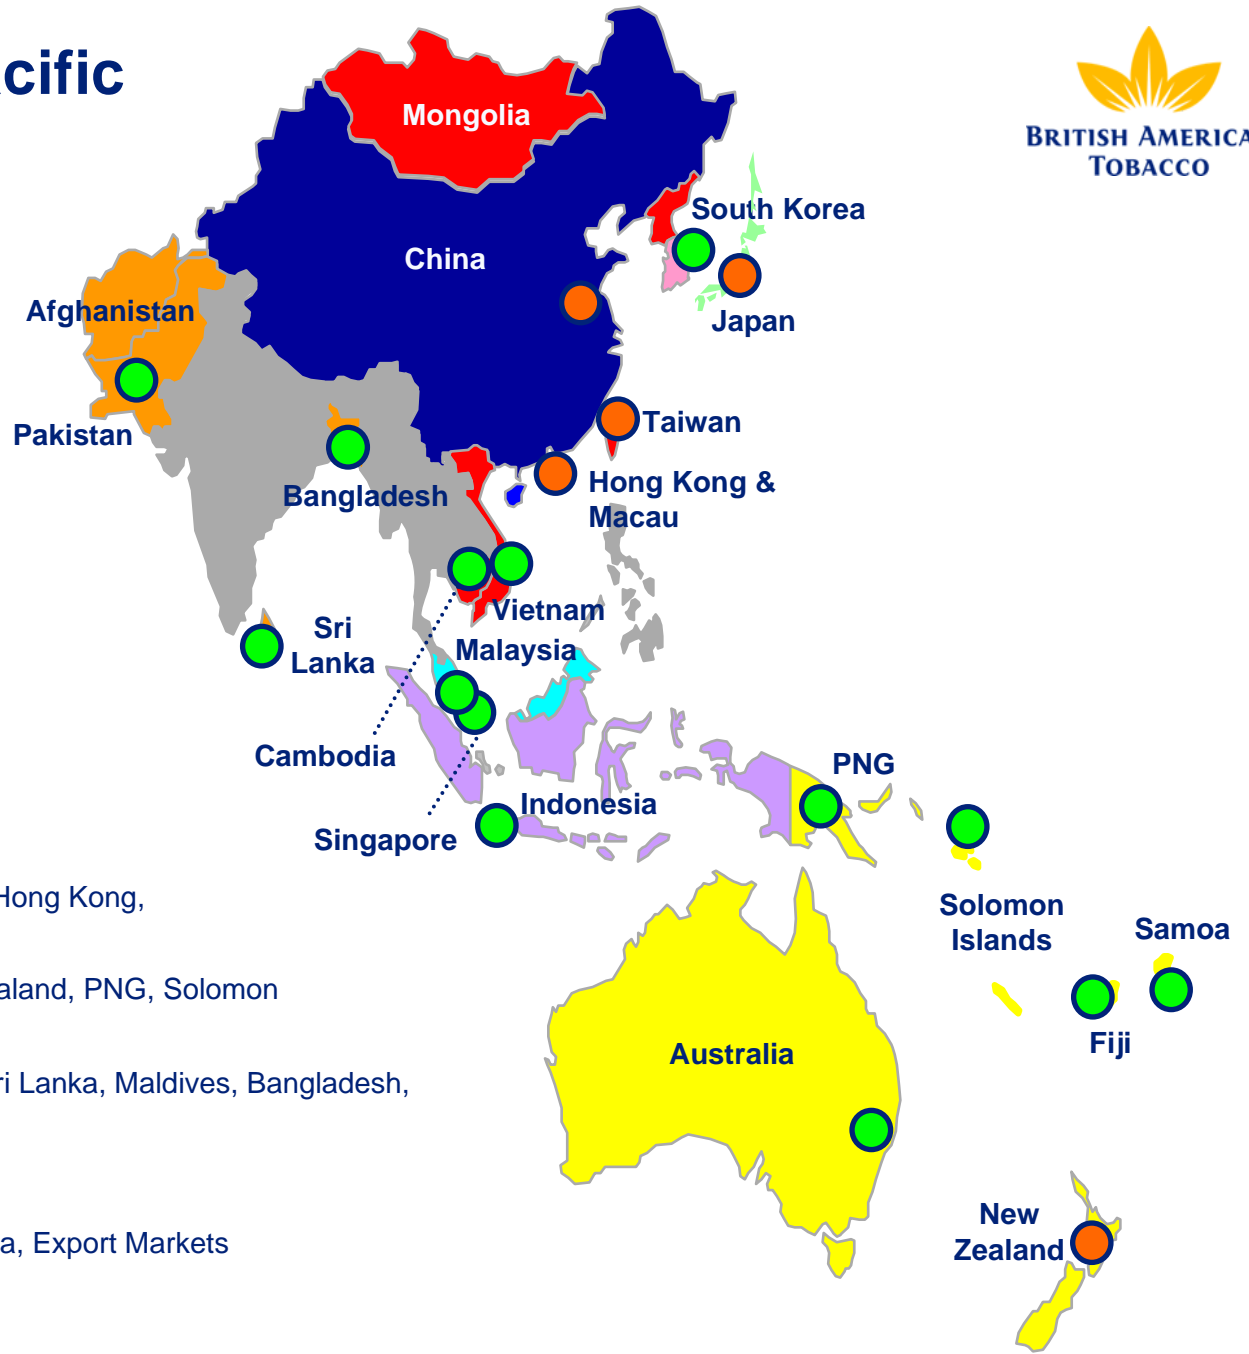 cific
BRITISH AMERICA
TOBACCO
Mongolia
South Korea
China
Japan
Afghanistan
Pakistan
Taiwan
Hong Kong &
Macau
Bangladesh
Vietnam
Sri
Lanka
Malaysia
Cambodia
PNG
Indonesia
Singapore
Hong Kong,
Solomon
Islands
Samoa
aland, PNG, Solomon
Fiji
Australia
ri Lanka, Maldives, Bangladesh,
New
Zealand
a, Export Markets